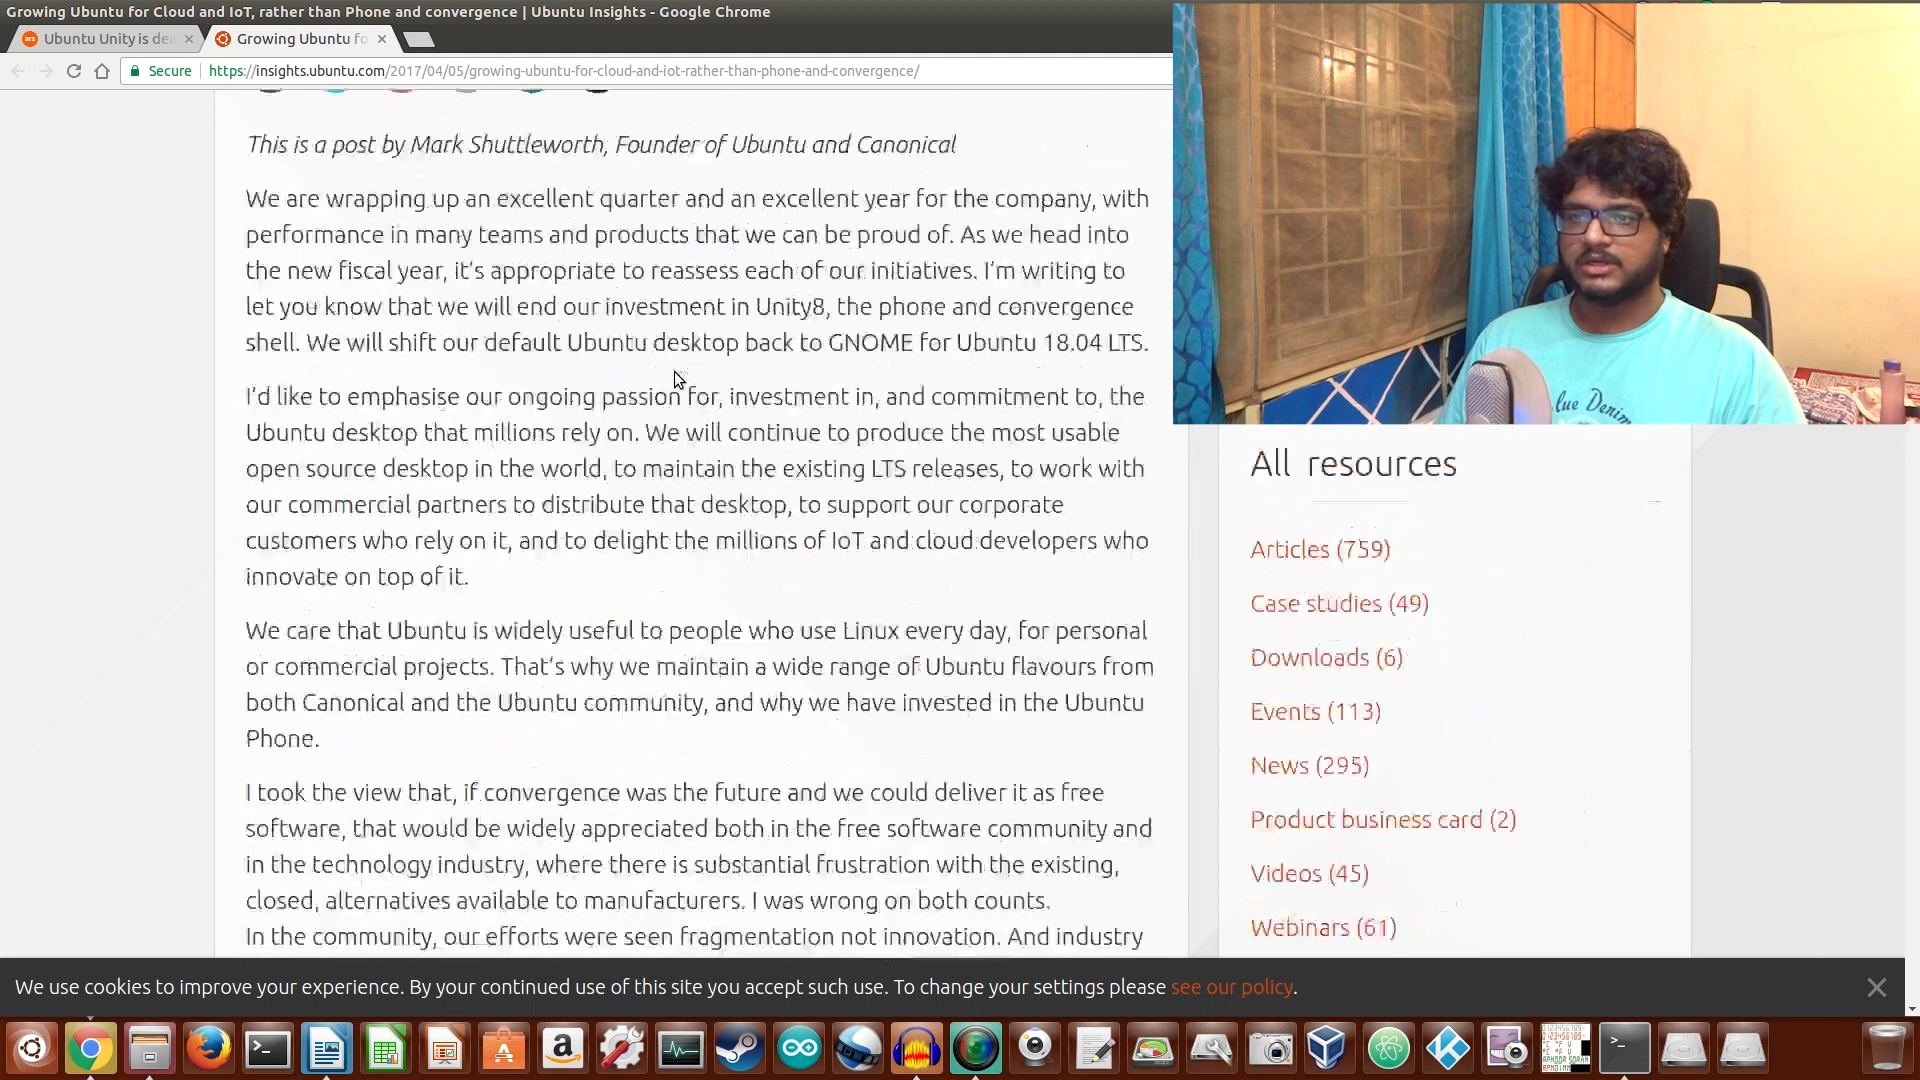 Growing Ubuntu for Cloud and IoT, rather than Phone and convergence | Ubuntu Insights - Google Chrome
ars Ubuntu Unity is dea
Growing Ubuntu fo
Secure https://insights.ubuntu.com/2017/04/05/growing-ubuntu-for-cloud-and-iot-rather-than-phone-and-convergence/
This is a post by Mark Shuttleworth, Founder of Ubuntu and Canonical
We are wrapping up an excellent quarter and an excellent year for the company, with
performance in many teams and products that we can be proud of. As we head into
the new fiscal year, it's appropriate to reassess each of our initiatives. I'm writing to
let you know that we will end our investment in Unity8, the phone and convergence
shell. We will shift our default Ubuntu desktop back to GNOME for Ubuntu 18.04 LTS.
I'd like to emphasise our ongoing passion for, investment in, and commitment to, the
Ubuntu desktop that millions rely on. We will continue to produce the most usable
open source desktop in the world, to maintain the existing LTS releases, to work with
our commercial partners to distribute that desktop, to support our corporate
customers who rely on it, and to delight the millions of IoT and cloud developers who
innovate on top of it.
We care that Ubuntu is widely useful to people who use Linux every day, for personal
or commercial projects. That's why we maintain a wide range of Ubuntu flavours from
both Canonical and the Ubuntu community, and why we have invested in the Ubuntu
Phone.
I took the view that, if convergence was the future and we could deliver it as free
software, that would be widely appreciated both in the free software community and
in the technology industry, where there is substantial frustration with the existing,
closed, alternatives available to manufacturers. I was wrong on both counts.
In the community, our efforts were seen fragmentation not innovation. And industry
lue Denim
All resources
Articles (759)
Case studies (49)
Downloads (6)
Events (113)
News (295)
Product business card (2)
Videos (45)
Webinars (61)
We use cookies to improve your experience. By your continued use of this site you accept such use. To change your settings please see our policy.